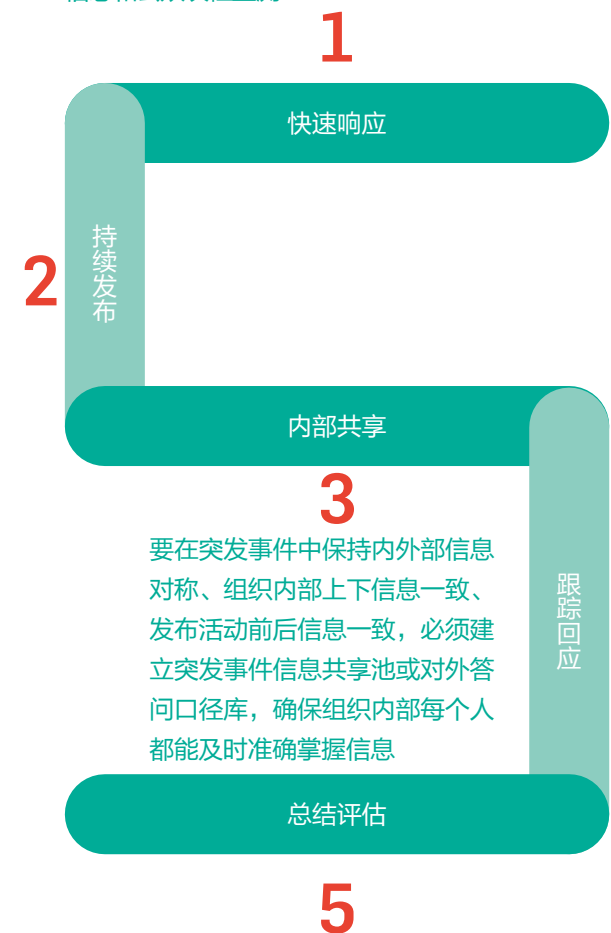 1
快速响应
2
持续发布
内部共享
3
要在突发事件中保持内外部信息
对称、组织内部上下信息一致、
发布活动前后信息一致，必须建
立突发事件信息共享池或对外答
问口径库，确保组织内部每个人
都能及时准确掌握信息
跟踪回应
总结评估
5